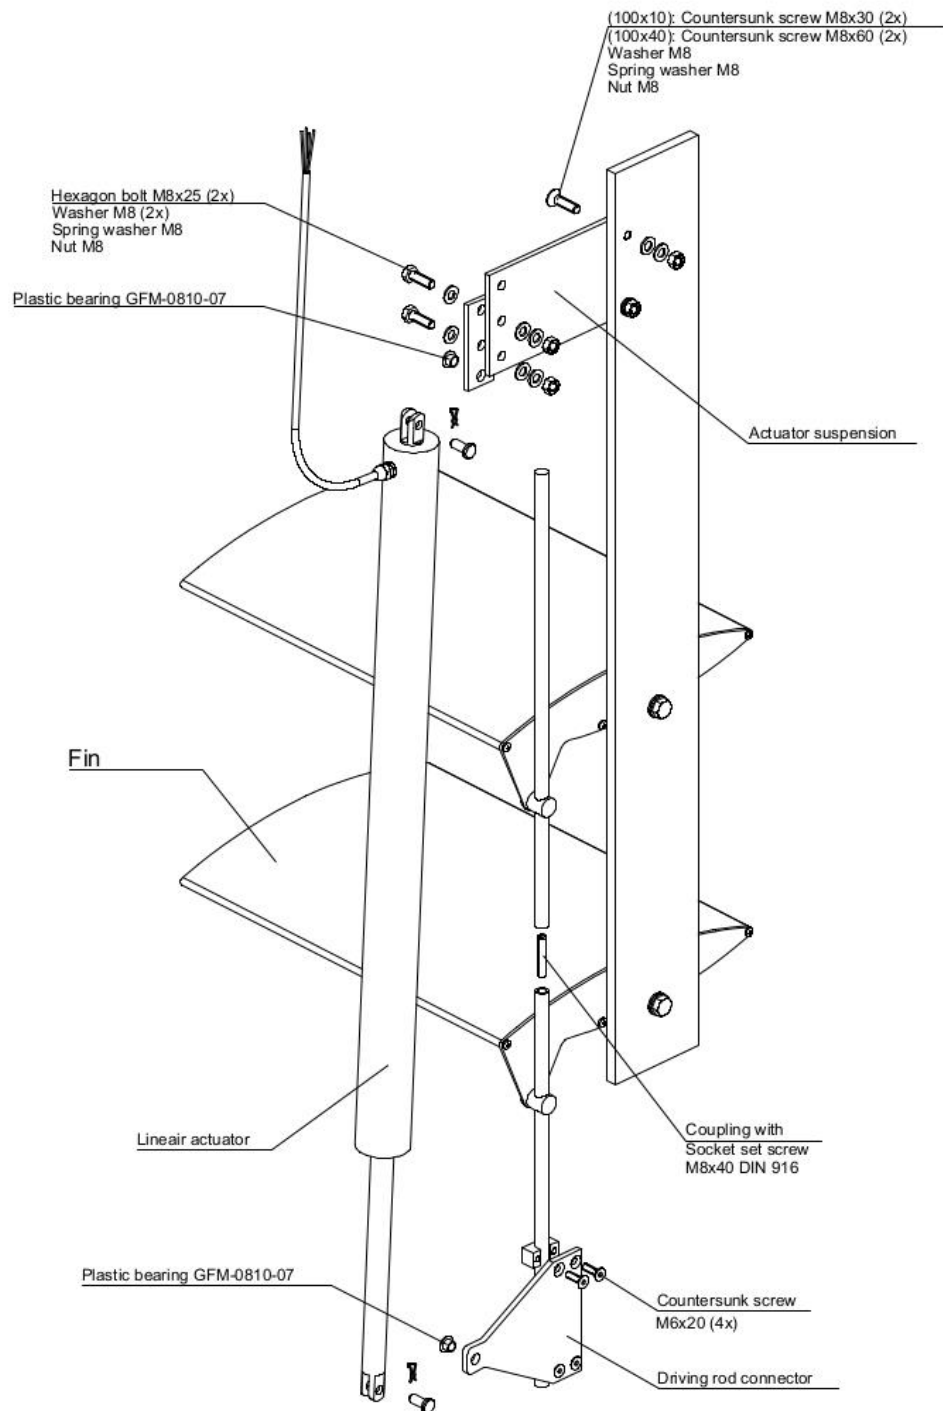 (100x10): Countersunk screw M8x30 (2x)
(100x40): Countersunk screw M8x60 (2x)
Washer M8
Spring washer M8
Nut M8
Hexagon bolt M8x25 (2x)
Washer M8 (2x)
Spring washer M8
Nut M8
Plastic bearing GFM-0810-07
Actuator suspension
Fin
Lineair actuator
Coupling with
Socket set screw
M8x40 DIN 916
Plastic bearing GFM-0810-07
Countersunk screw
M6x20 (4x)
Driving rod connector